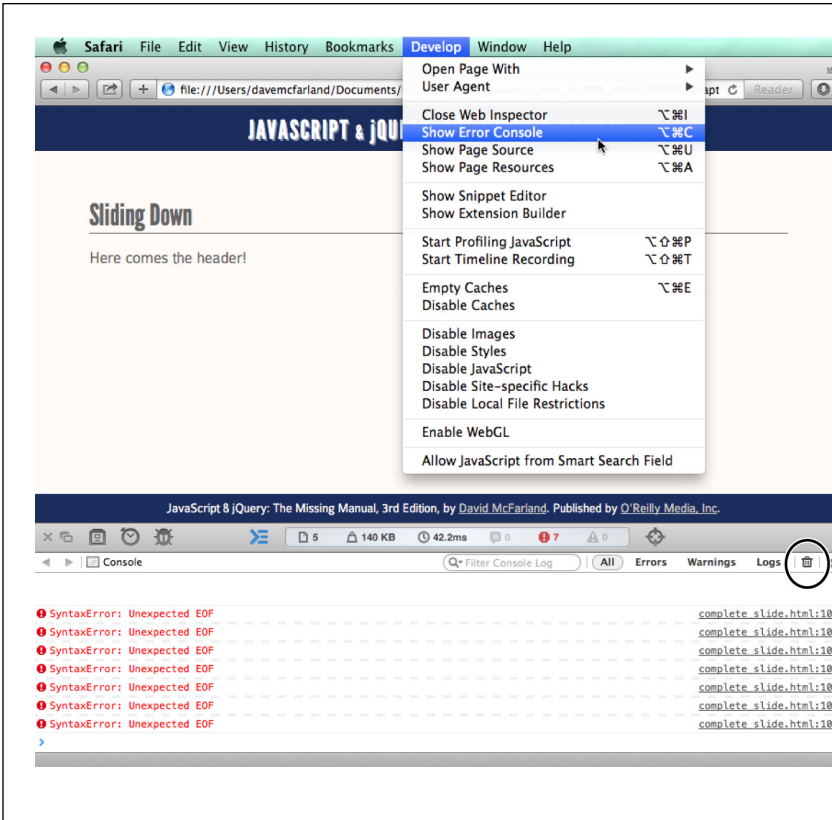 Safari File Edit View History Bookmarks Develop Window Help
file:///Users/davemcfarland/Documents/
apt
Reader
Open Page With
User Agent
Close Web Inspector ⌥⌘I
Show Error Console ⌥⌘C
Show Page Source ⌥⌘U
Show Page Resources ⌥⌘A
Show Snippet Editor
Show Extension Builder
Start Profiling JavaScript ⌥⇧⌘P
Start Timeline Recording ⌥⇧⌘T
Empty Caches ⌥⌘E
Disable Caches
Disable Images
Disable Styles
Disable JavaScript
Disable Site-specific Hacks
Disable Local File Restrictions
Enable WebGL
Allow JavaScript from Smart Search Field
JAVASCRIPT & jQU
Sliding Down
Here comes the header!
JavaScript & jQuery: The Missing Manual, 3rd Edition, by David McFarland. Published by O'Reilly Media, Inc.
5 140 KB 42.2ms 0 7 0
Console Filter Console Log All Errors Warnings Logs
SyntaxError: Unexpected EOF complete_slide.html:10
SyntaxError: Unexpected EOF complete_slide.html:10
SyntaxError: Unexpected EOF complete_slide.html:10
SyntaxError: Unexpected EOF complete_slide.html:10
SyntaxError: Unexpected EOF complete_slide.html:10
SyntaxError: Unexpected EOF complete_slide.html:10
SyntaxError: Unexpected EOF complete_slide.html:10
>